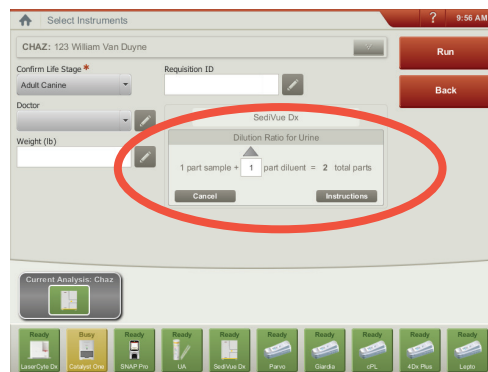 Select Instruments
? 9:56 AM
CHAZ: 123 William Van Duyne
Run
Confirm Life Stage *
Requisition ID
Adult Canine
Back
Doctor
SediVue Dx
Dilution Ratio for Urine
Weight (lb)
1 part sample + 1 part diluent = 2 total parts
Cancel Instructions
Current Analysis: Chaz
Ready Busy Ready Ready Ready Ready Ready Ready Ready Ready
LaserCyte Dx Catalyst One SNAP Pro UA SediVue Dx Parvo Giardia cPL 4Dx Plus Lepto